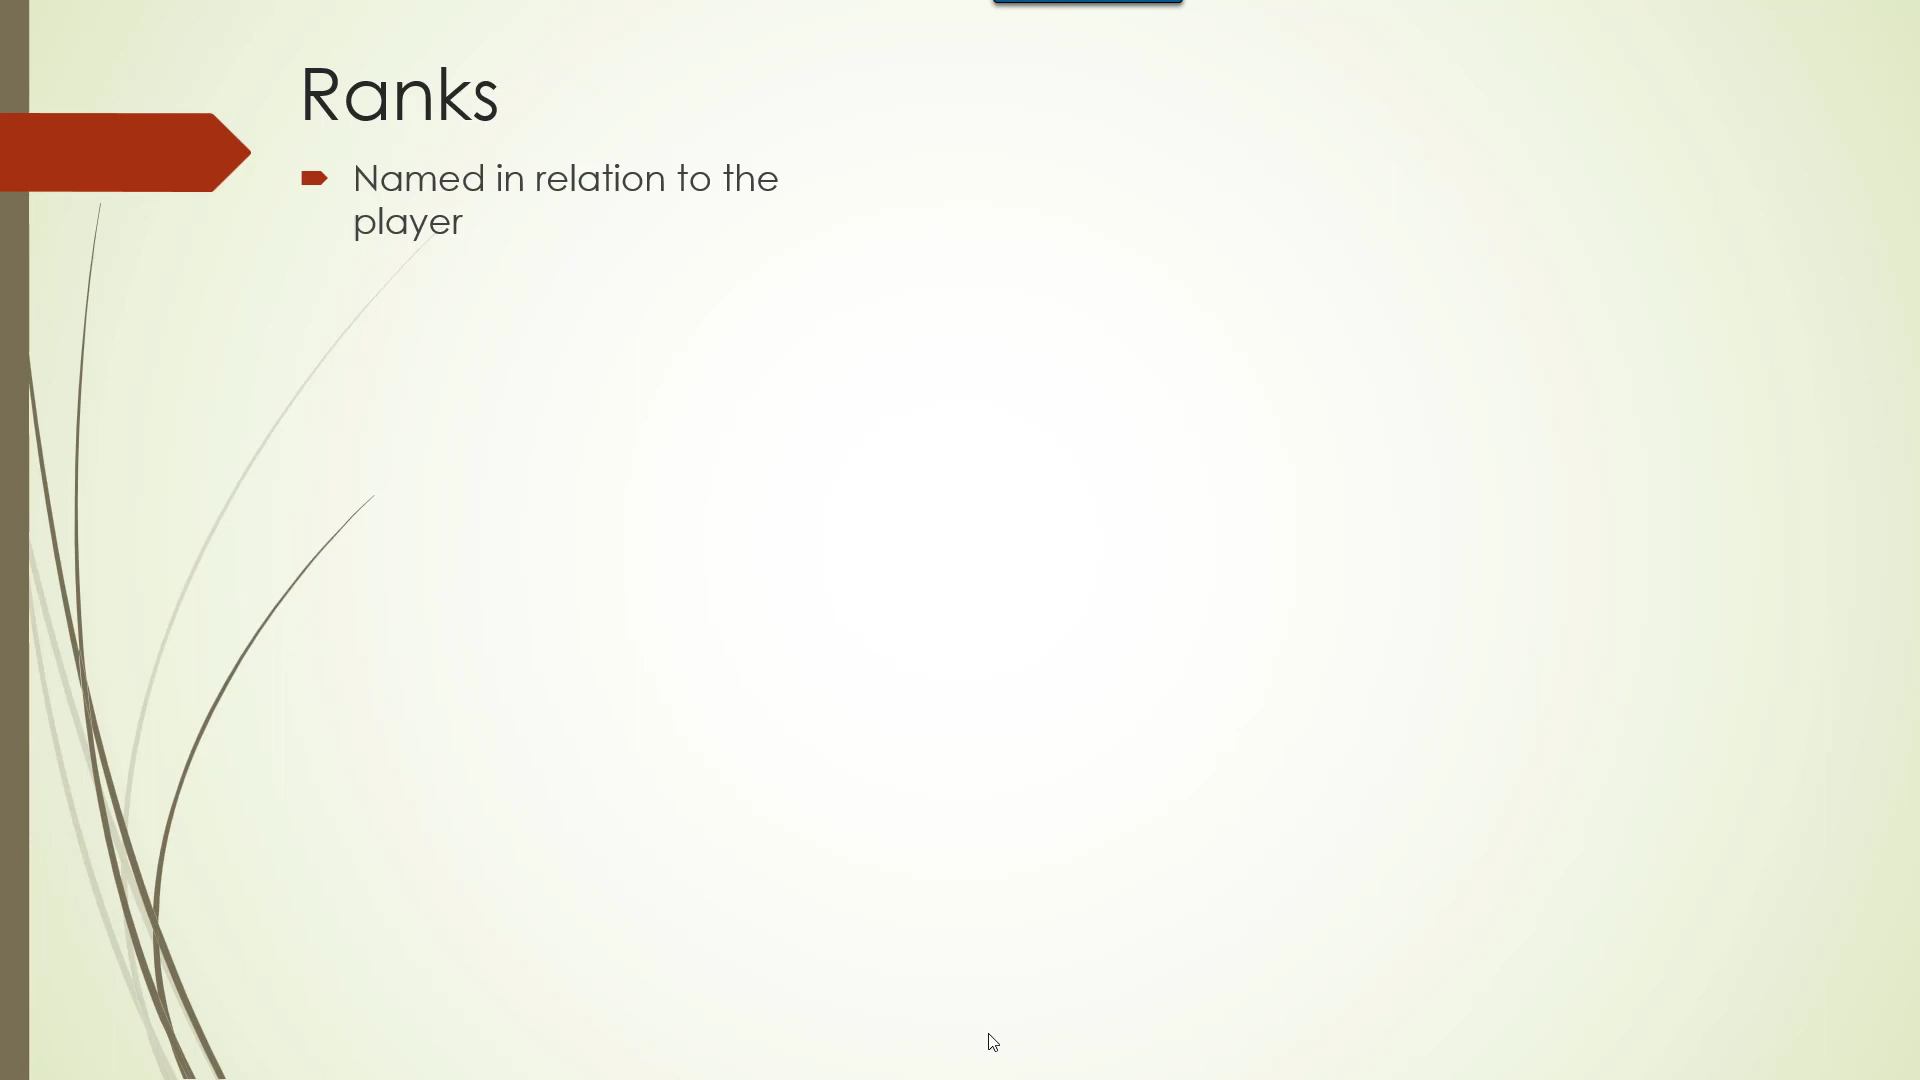 Ranks
Named in relation to the
player